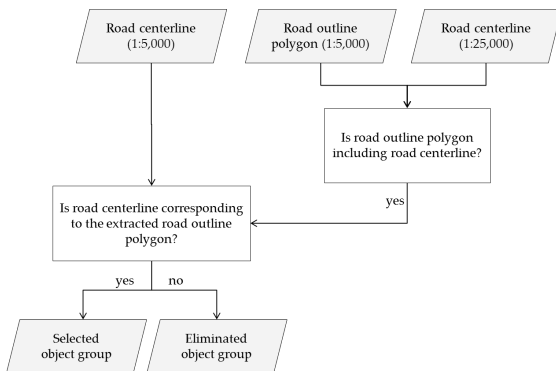 Road centerline
(1:5,000)
Road outline
polygon (1:5,000)
Road centerline
(1:25,000)
Is road outline polygon
including road centerline?
yes
Is road centerline corresponding
to the extracted road outline
polygon?
yes
no
Selected
object group
Eliminated
object group